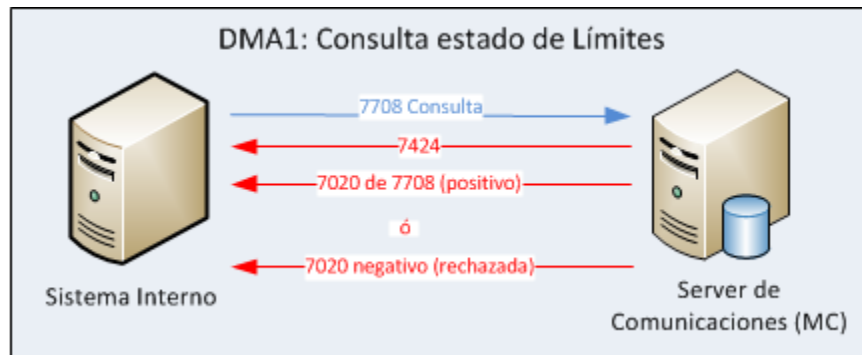 DMA1: Consulta estado de Límites
7708 Consulta
7424
7020 de 7708 (positivo)
ó
7020 negativo (rechazada)
Sistema Interno
Server de
Comunicaciones (MC)